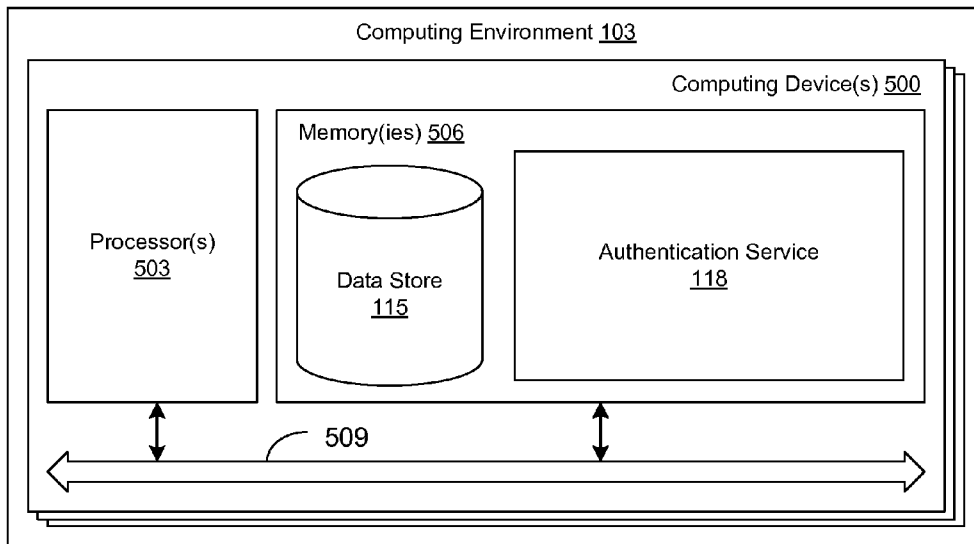 Computing Environment 103
Computing Device(s) 500
Memory(ies) 506
Processor(s)
503
Data Store
115
Authentication Service
118
509